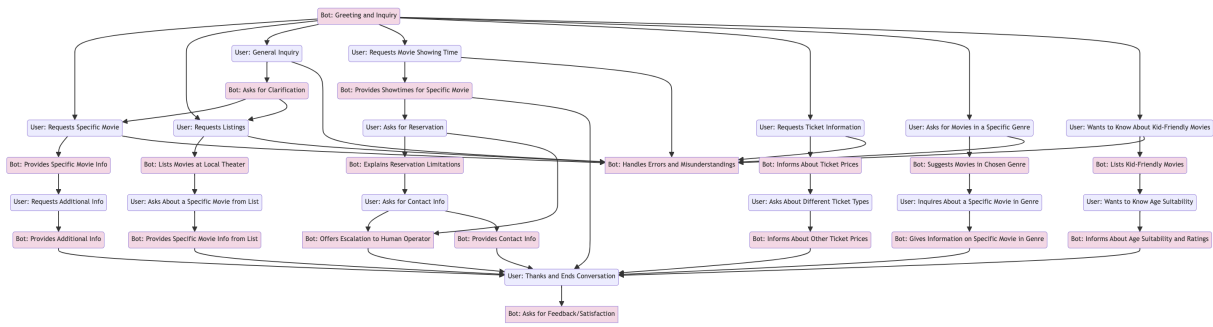 Bot: Greeting and Inquiry
User: General Inquiry
User: Requests Movie Showing Time
Bot: Asks for Clarification
Bot: Provides Showtimes for Specific Movie
User: Requests Specific Movie
User: Requests Listings
User: Asks for Reservation
User: Requests Ticket Information
User: Asks for Movies in a Specific Genre
User: Wants to Know About Kid-Friendly Movies
Bot: Provides Specific Movie Info
Bot: Lists Movies at Local Theater
Bot: Explains Reservation Limitations
Bot: Handles Errors and Misunderstandings
Bot: Informs About Ticket Prices
Bot: Suggests Movies in Chosen Genre
Bot: Lists Kid-Friendly Movies
User: Requests Additional Info
User: Asks About a Specific Movie from List
User: Asks for Contact Info
User: Asks About Different Ticket Types
User: Inquires About a Specific Movie in Genre
User: Wants to Know Age Suitability
Bot: Provides Additional Info
Bot: Provides Specific Movie Info from List
Bot: Offers Escalation to Human Operator
Bot: Provides Contact Info
Bot: Informs About Other Ticket Prices
Bot: Gives Information on Specific Movie in Genre
Bot: Informs About Age Suitability and Ratings
User: Thanks and Ends Conversation
Bot: Asks for Feedback/Satisfaction